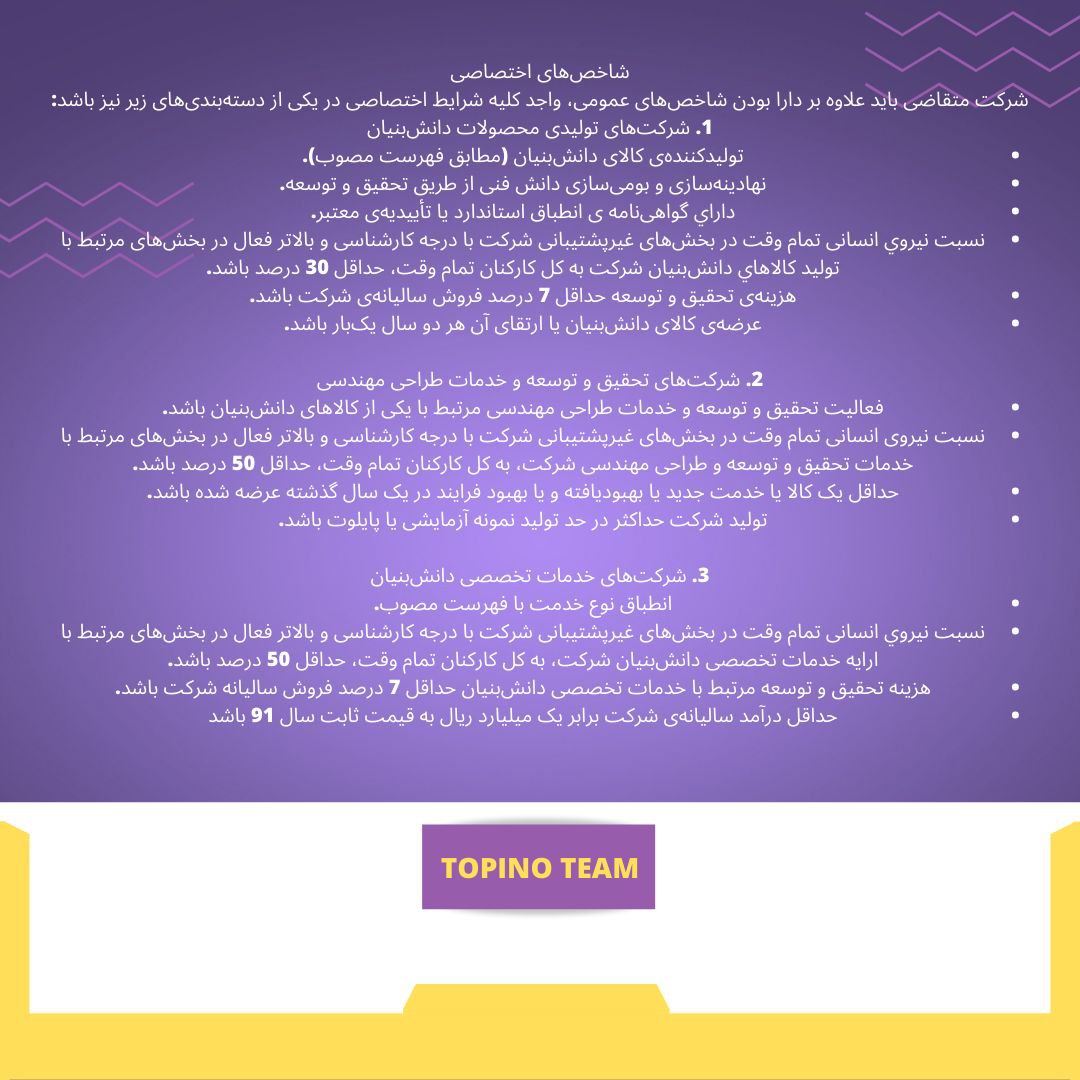 شاخص‌های اختصاصی
شرکت متقاضی باید علاوه بر دارا بودن شاخص‌های عمومی، واجد کلیه شرایط اختصاصی در یکی از دسته‌بندی‌های زیر نیز باشد:
1. شرکت‌های تولیدی محصولات دانش‌بنیان
• تولیدکننده‌ی کالای دانش‌بنیان (مطابق فهرست مصوب).
• نهادینه‌سازی و بومی‌سازی دانش فنی از طریق تحقیق و توسعه.
• داراي گواهی‌نامه ی انطباق استاندارد یا تأییدیه‌ی معتبر.
• نسبت نیروي انسانی تمام وقت در بخش‌های غیرپشتیبانی شرکت با درجه کارشناسی و بالاتر فعال در بخش‌های مرتبط با
تولید کالاهاي دانش‌بنیان شرکت به کل کارکنان تمام وقت، حداقل 30 درصد باشد.
• هزینه‌ی تحقیق و توسعه حداقل 7 درصد فروش سالیانه‌ی شرکت باشد.
• عرضه‌ی کالای دانش‌بنیان یا ارتقای آن هر دو سال یک‌بار باشد.
2. شرکت‌های تحقیق و توسعه و خدمات طراحی مهندسی
• فعالیت تحقیق و توسعه و خدمات طراحی مهندسی مرتبط با یکی از کالاهای دانش‌بنیان باشد.
• نسبت نیروی انسانی تمام وقت در بخش‌های غیرپشتیبانی شرکت با درجه کارشناسی و بالاتر فعال در بخش‌های مرتبط با
خدمات تحقیق و توسعه و طراحی مهندسی شرکت، به کل کارکنان تمام وقت، حداقل 50 درصد باشد.
• حداقل یک کالا یا خدمت جدید یا بهبودیافته و یا بهبود فرایند در یک سال گذشته عرضه شده باشد.
• تولید شرکت حداکثر در حد تولید نمونه آزمایشی یا پایلوت باشد.
3. شرکت‌های خدمات تخصصی دانش‌بنیان
• انطباق نوع خدمت با فهرست مصوب.
• نسبت نیروي انسانی تمام وقت در بخش‌های غیرپشتیبانی شرکت با درجه کارشناسی و بالاتر فعال در بخش‌های مرتبط با
ارایه خدمات تخصصی دانش‌بنیان شرکت، به کل کارکنان تمام وقت، حداقل 50 درصد باشد.
• هزینه تحقیق و توسعه مرتبط با خدمات تخصصی دانش‌بنیان حداقل 7 درصد فروش سالیانه شرکت باشد.
• حداقل درآمد سالیانه‌ی شرکت برابر یک میلیارد ریال به قیمت ثابت سال 91 باشد
TOPINO TEAM